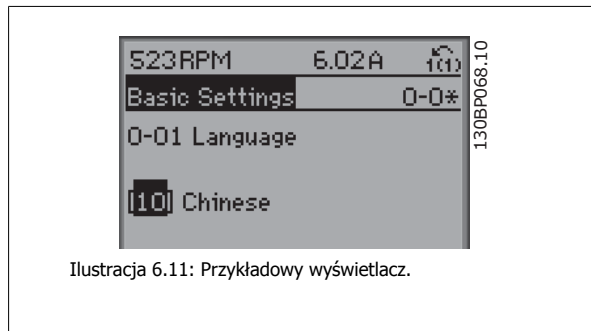 523RPM 6.02A 1(1)
Basic Settings 0-0*
0-01 Language
[10] Chinese
130BP068.10
Ilustracja 6.11: Przykładowy wyświetlacz.